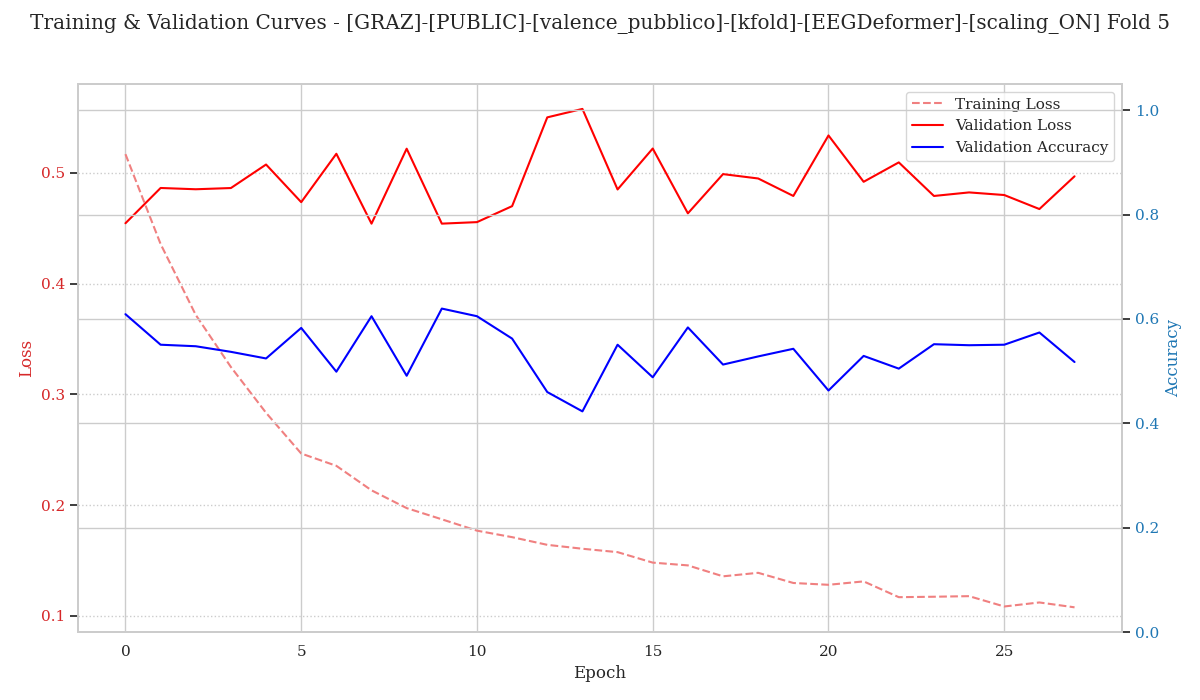 Training & Validation Curves - [GRAZ]-[PUBLIC]-[valence_pubblico]-[kfold]-[EEGDeformer]-[scaling_ON] Fold 5
Training Loss
Validation Loss
Validation Accuracy
0.5
0.4
0.3
0.2
0.1
Loss
1.0
0.8
0.6
0.4
0.2
0.0
Accuracy
0
5
10
15
20
25
Epoch